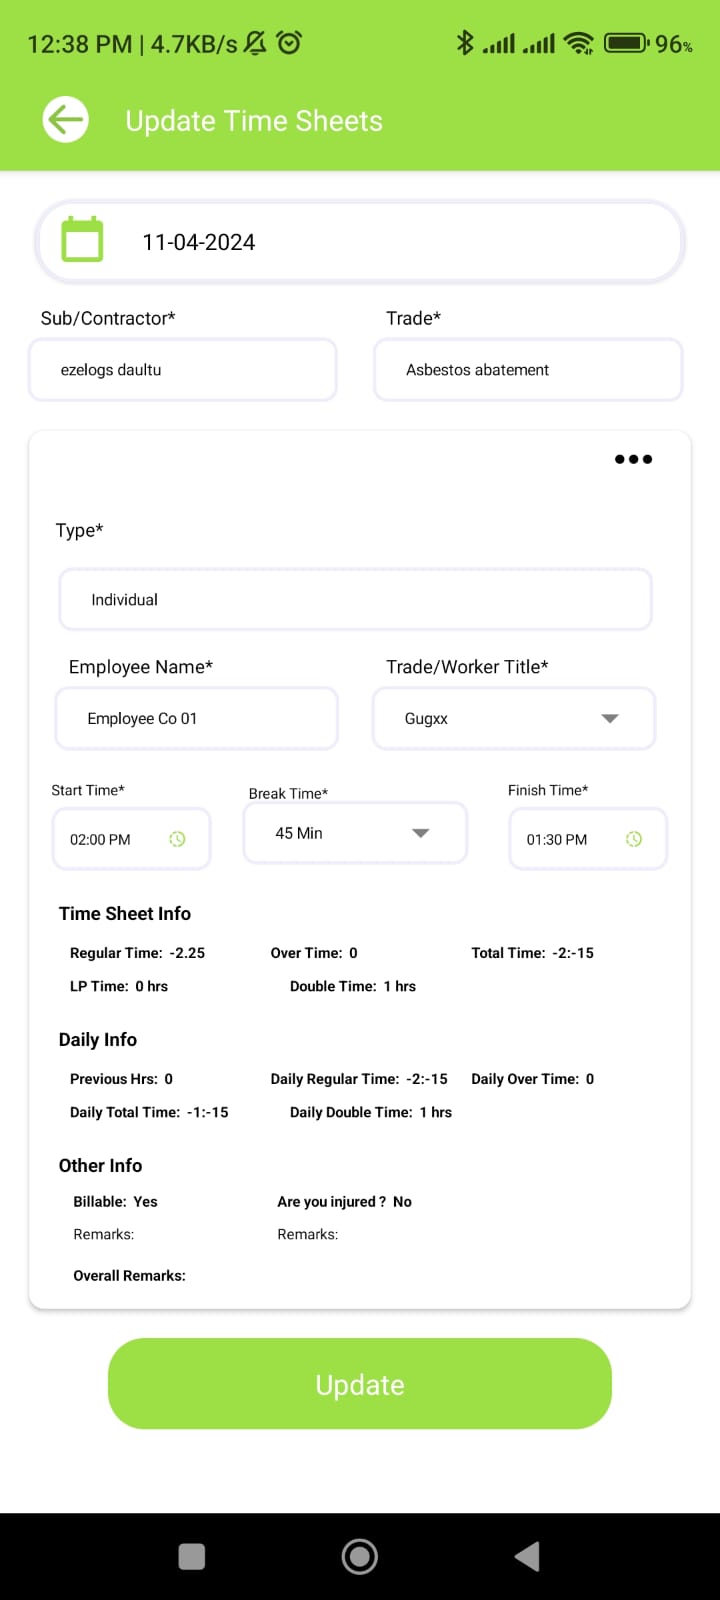 12:38 PM | 4.7KB/s 96%
Update Time Sheets
11-04-2024
Sub/Contractor* Trade*
ezelogs daultu Asbestos abatement
Type*
Individual
Employee Name* Trade/Worker Title*
Employee Co 01 Gugxx
Start Time* Break Time* Finish Time*
02:00 PM 45 Min 01:30 PM
Time Sheet Info
Regular Time: -2.25 Over Time: 0 Total Time: -2:-15
LP Time: 0 hrs Double Time: 1 hrs
Daily Info
Previous Hrs: 0 Daily Regular Time: -2:-15 Daily Over Time: 0
Daily Total Time: -1:-15 Daily Double Time: 1 hrs
Other Info
Billable: Yes Are you injured ? No
Remarks: Remarks:
Overall Remarks:
Update